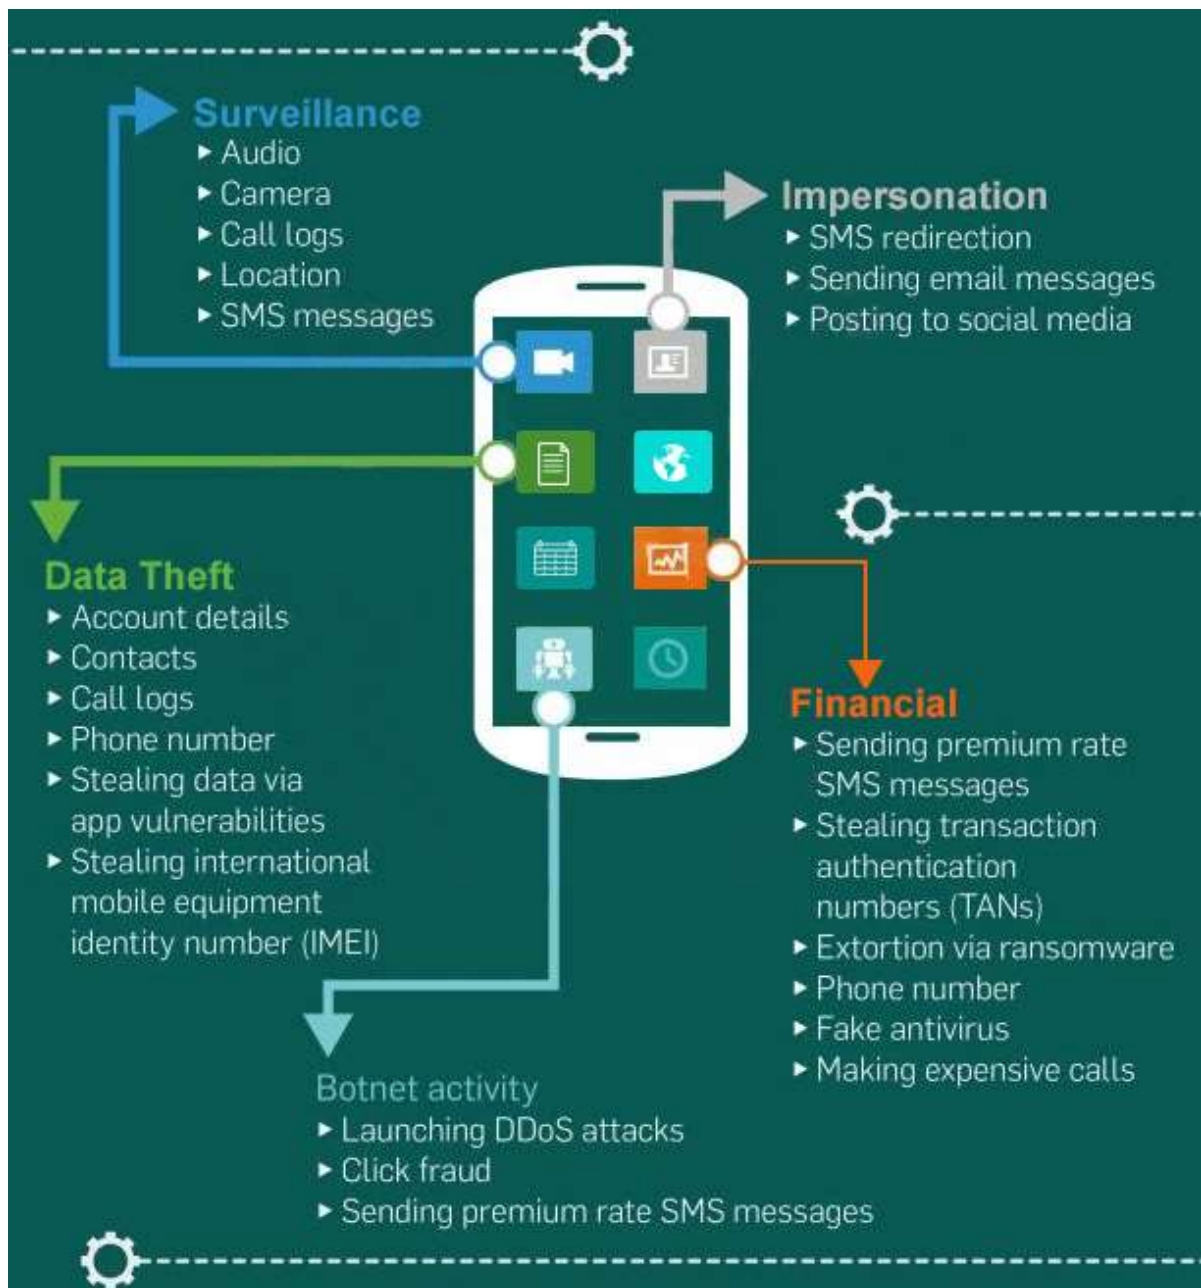 Surveillance
Audio
Camera
Call logs
Location
SMS messages
Impersonation
SMS redirection
Sending email messages
Posting to social media
Data Theft
Account details
Contacts
Call logs
Phone number
Stealing data via
app vulnerabilities
Stealing international
mobile equipment
identity number (IMEI)
Financial
Sending premium rate
SMS messages
Stealing transaction
authentication
numbers (TANs)
Extortion via ransomware
Phone number
Fake antivirus
Making expensive calls
Botnet activity
Launching DDoS attacks
Click fraud
Sending premium rate SMS messages